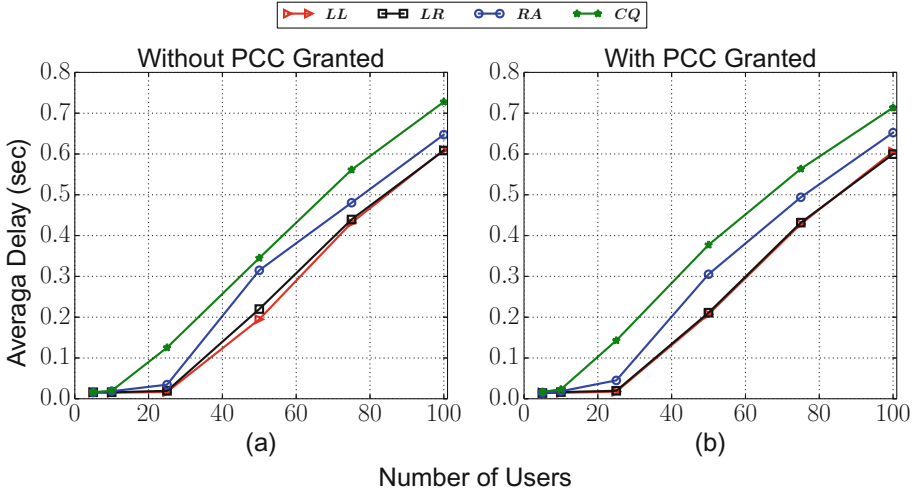 LL LR RA CQ
Without PCC Granted With PCC Granted
Averaga Delay (sec)
0.8 0.8
0.7 0.7
0.6 0.6
0.5 0.5
0.4 0.4
0.3 0.3
0.2 0.2
0.1 0.1
0.0 0.0
0 20 40 60 80 100 0 20 40 60 80 100
(a) (b)
Number of Users